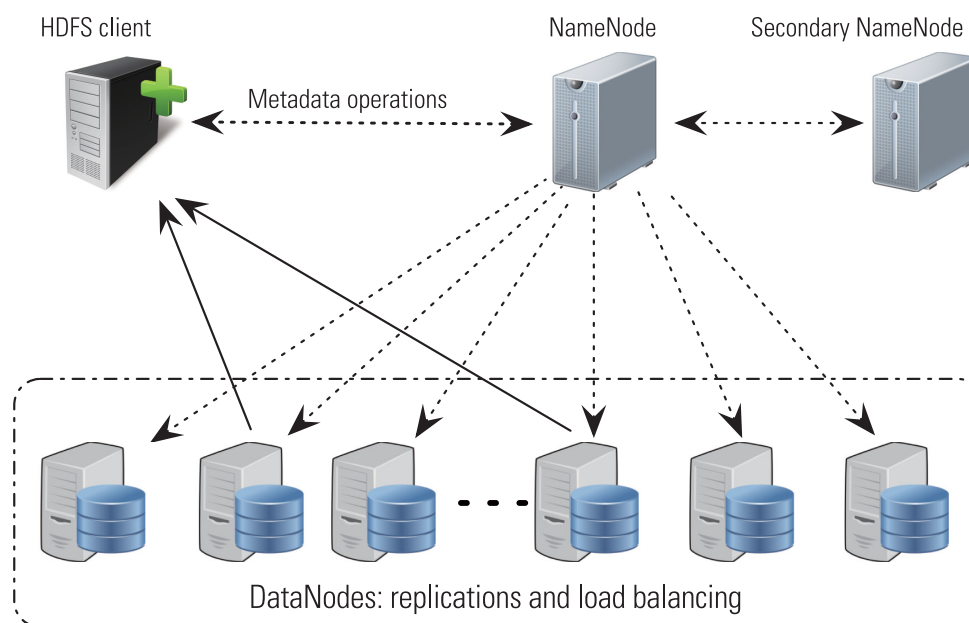 HDFS client
NameNode
Secondary NameNode
Metadata operations
DataNodes: replications and load balancing